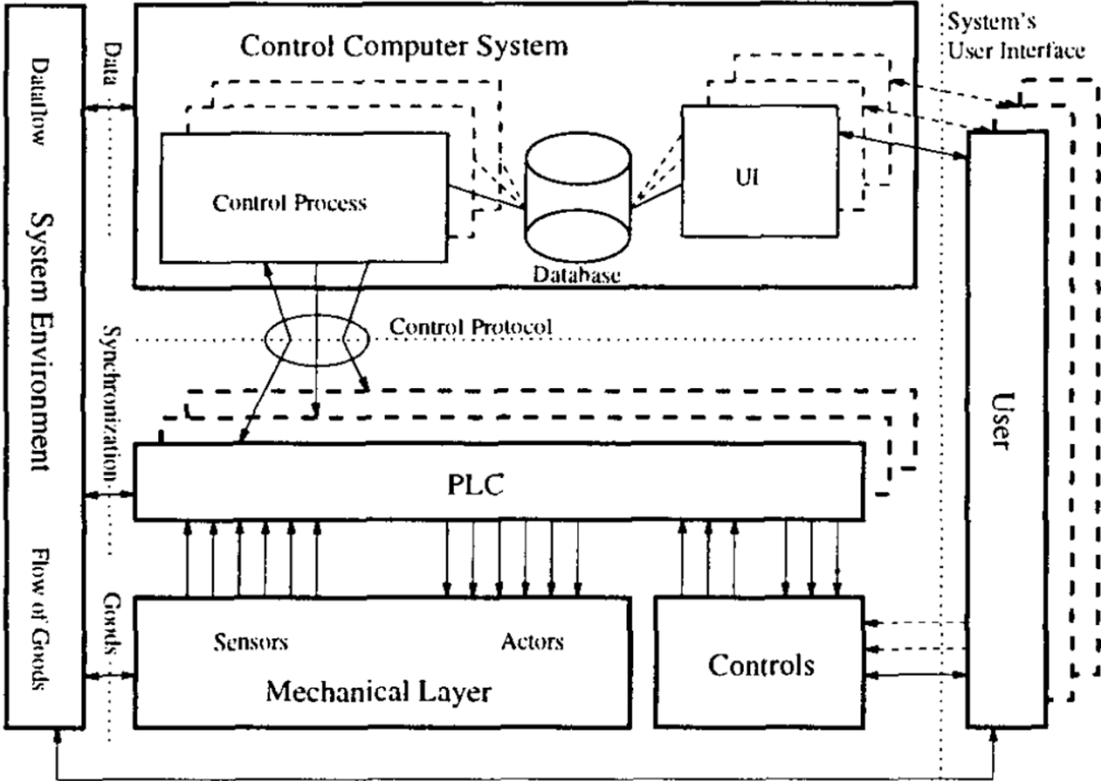 System's
User Interface
Control Computer System
Control Process
UI
Database
Control Protocol
PLC
Sensors
Actors
Mechanical Layer
Controls
User
Dataflow
System Environment
Flow of Goods
Data
Synchronization
Goods